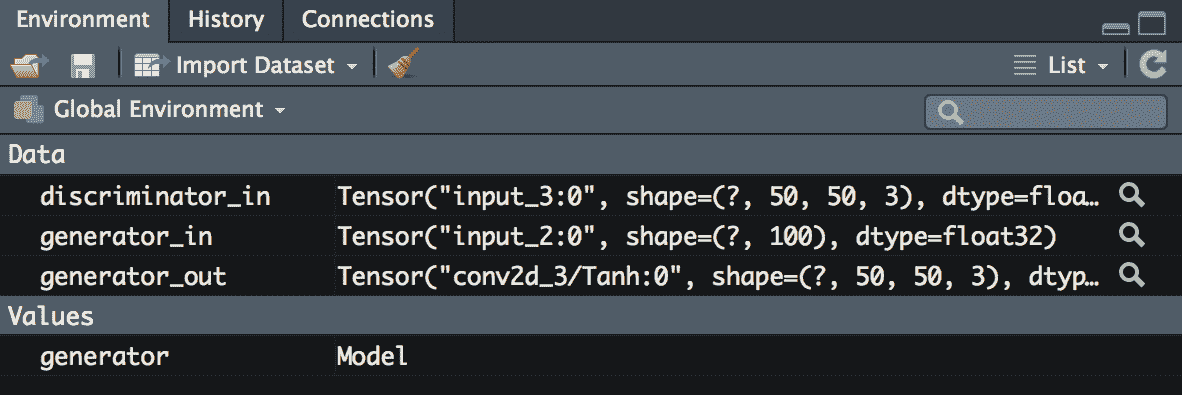 Environment History Connections
Import Dataset List
Global Environment
Data
discriminator_in Tensor("input_3:0", shape=(?, 50, 50, 3), dtype=floa…
generator_in Tensor("input_2:0", shape=(?, 100), dtype=float32)
generator_out Tensor("conv2d_3/Tanh:0", shape=(?, 50, 50, 3), dtyp…
Values
generator Model